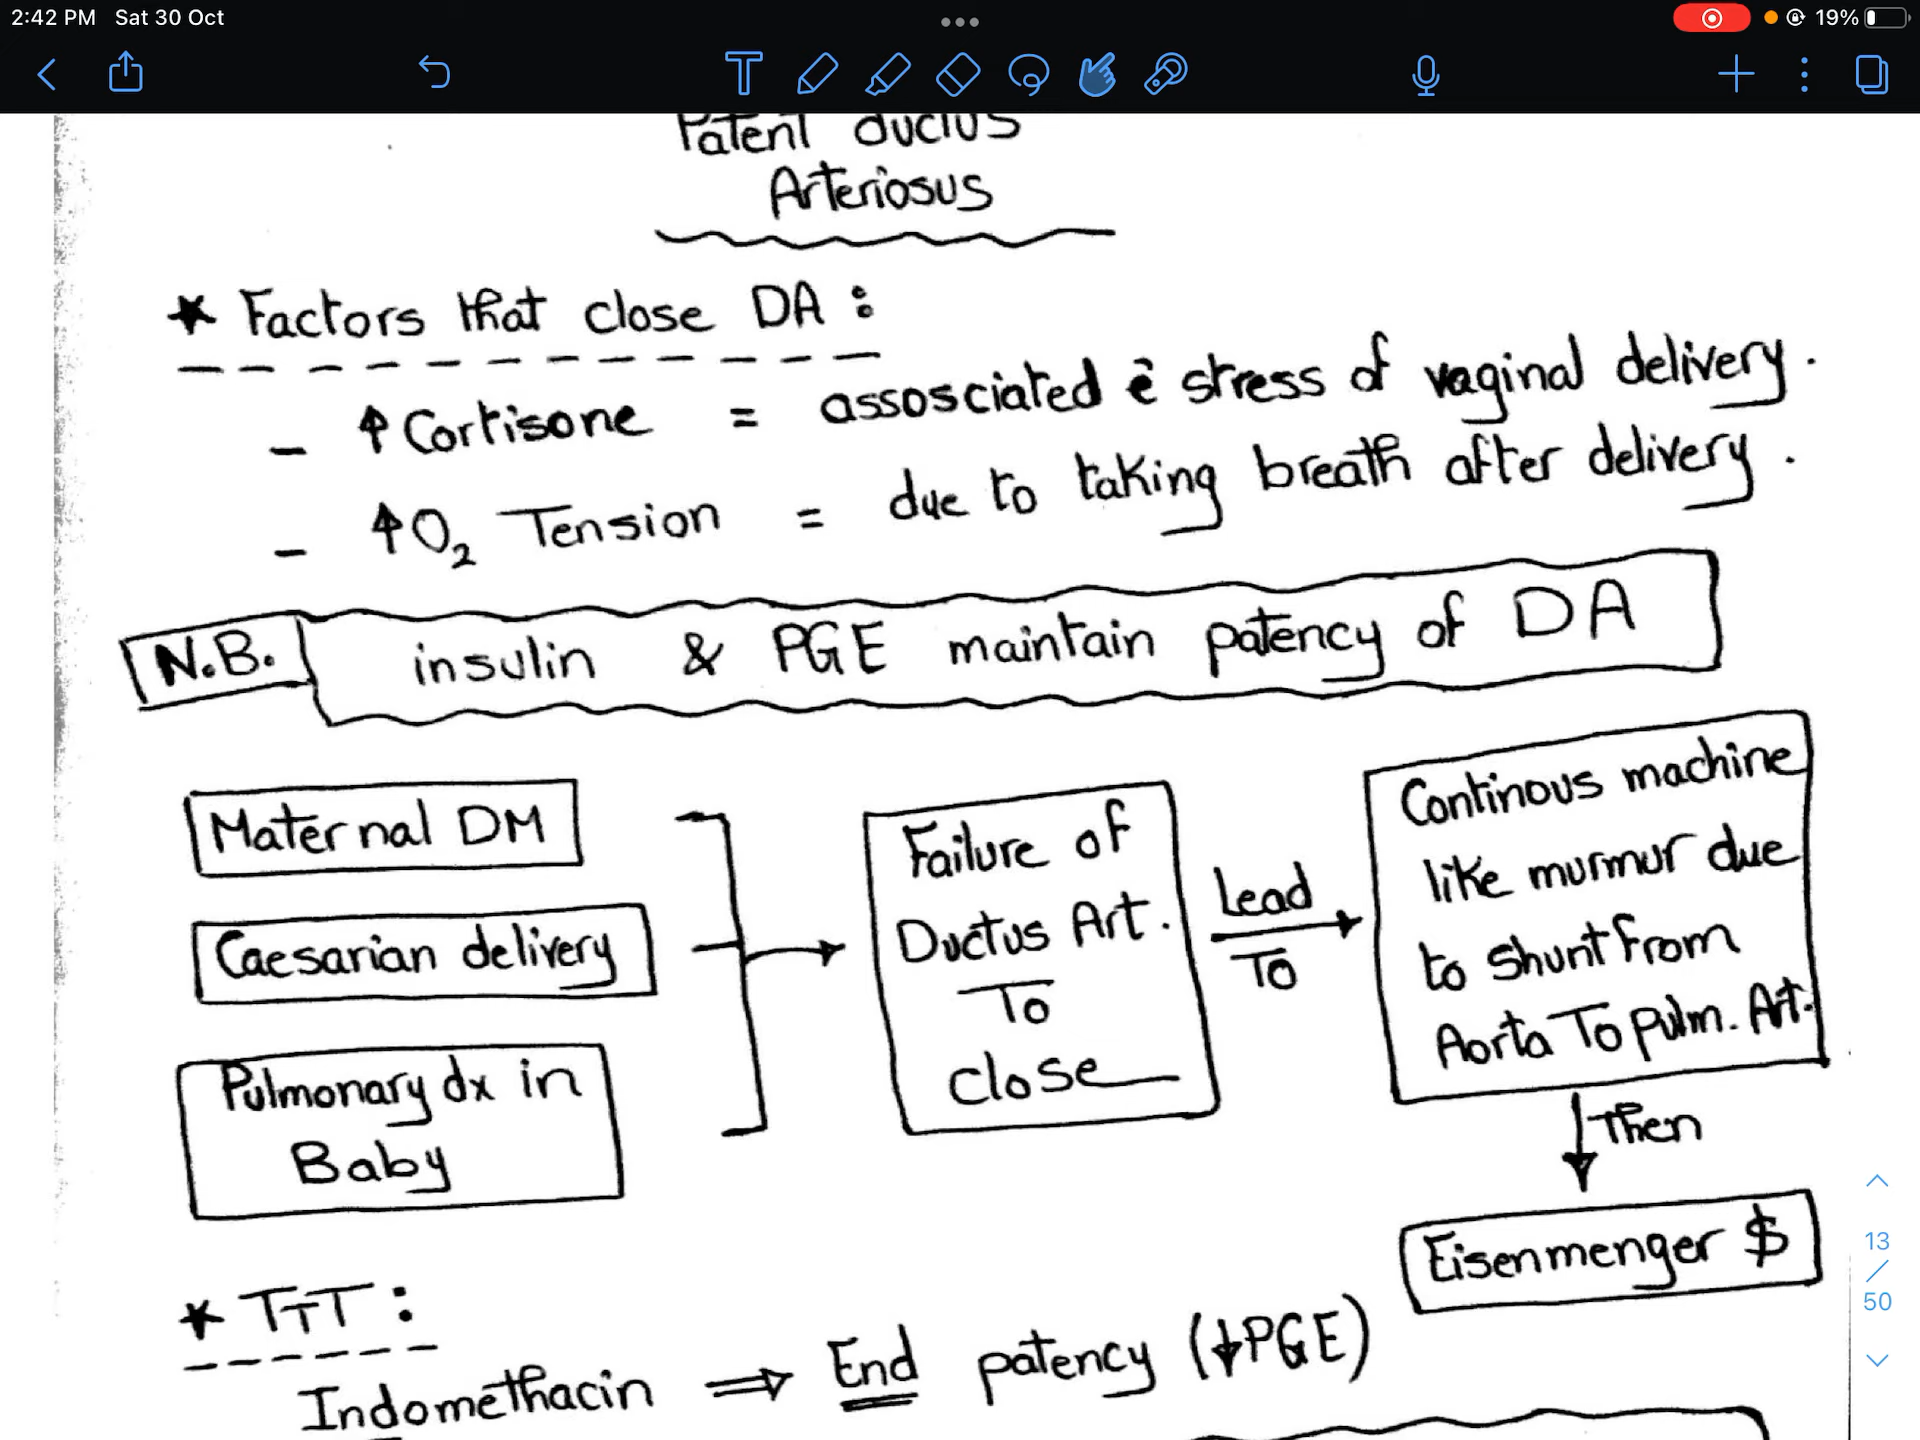 2:42 PM Sat 30 Oct
19%
Patent ductus
Arteriosus
* Factors that close DA :
- ↑ Cortisone = assosciated ē stress of vaginal delivery.
- ↑ O₂ Tension = due to taking breath after delivery.
N.B. insulin & PGE maintain patency of DA
Maternal DM
Caesarian delivery
Pulmonary dx in
Baby
Failure of
Ductus Art.
To
close
Lead
To
Continous machine
like murmur due
to shunt from
Aorta To pulm. Art.
Then
Eisenmenger $
* TTT :
Indomethacin ⇒ End patency (↓PGE)
13
/
50